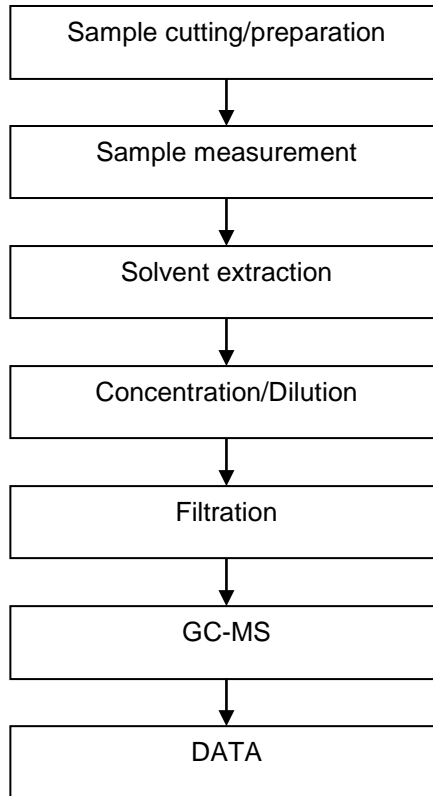 Sample cutting/preparation
Sample measurement
Solvent extraction
Concentration/Dilution
Filtration
GC-MS
DATA